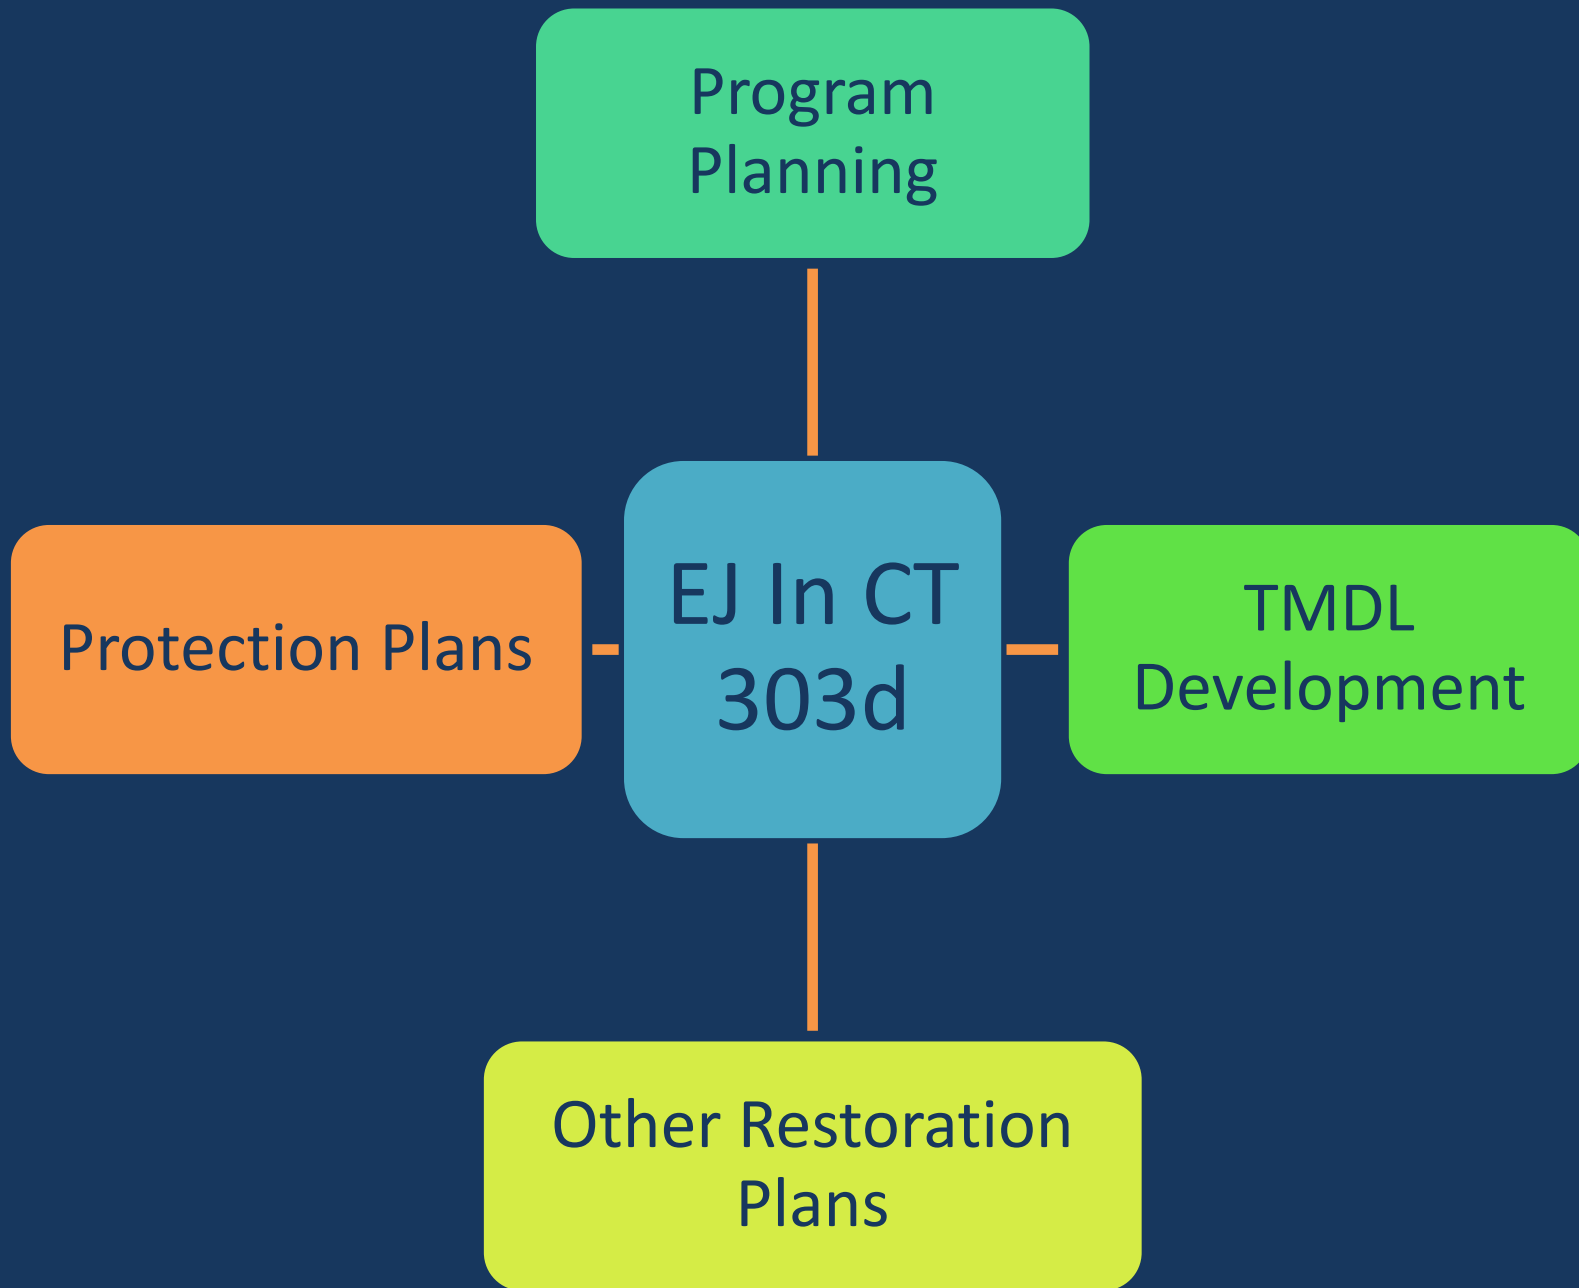 Program
Planning
Protection Plans
EJ In CT
303d
TMDL
Development
Other Restoration
Plans